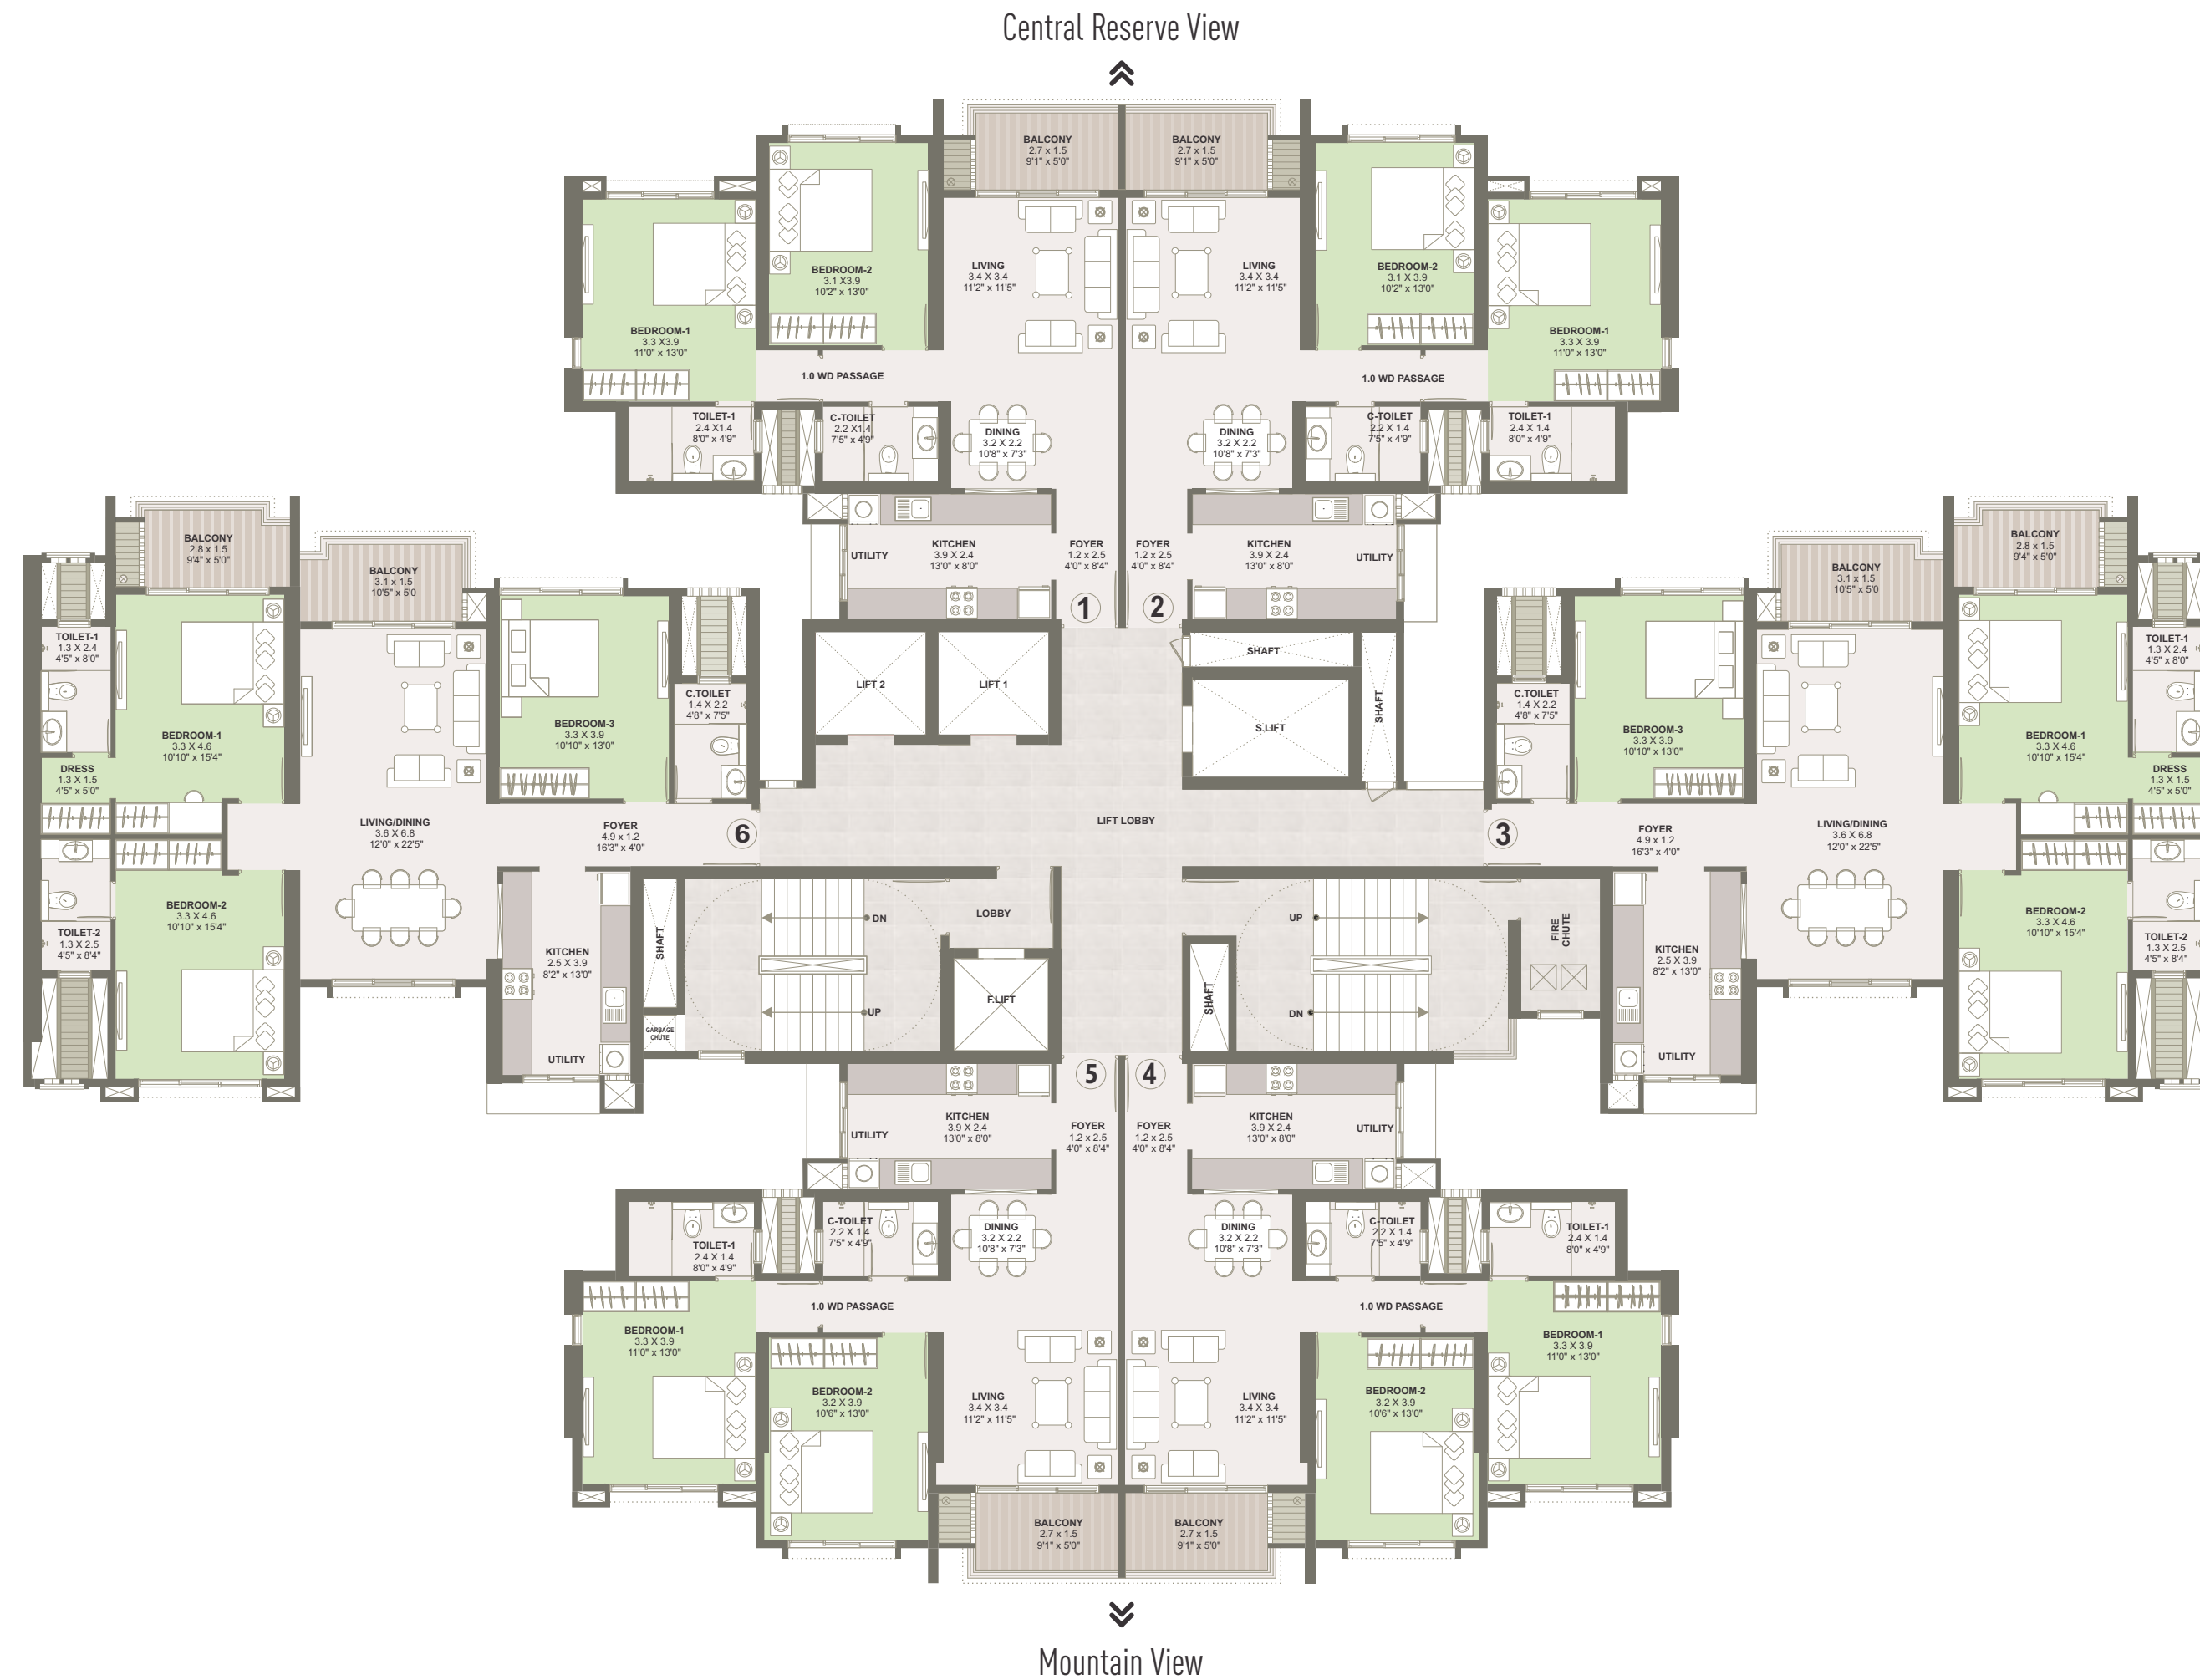 Central Reserve View
BALCONY
2.7 x 1.5
9'1" x 5'0"
BALCONY
2.7 x 1.5
9'1" x 5'0"
BEDROOM-1
3.3 X3.9
11'0" x 13'0"
BEDROOM-2
3.1 X3.9
10'2" x 13'0"
LIVING
3.4 X 3.4
11'2" x 11'5"
LIVING
3.4 X 3.4
11'2" x 11'5"
BEDROOM-2
3.1 X 3.9
10'2" x 13'0"
BEDROOM-1
3.3 X 3.9
11'0" x 13'0"
1.0 WD PASSAGE
1.0 WD PASSAGE
TOILET-1
2.4 X1.4
8'0" x 4'9"
C-TOILET
2.2 X1.4
7'5" x 4'9"
DINING
3.2 X 2.2
10'8" x 7'3"
DINING
3.2 X 2.2
10'8" x 7'3"
C-TOILET
2.2 X 1.4
7'5" x 4'9"
TOILET-1
2.4 X 1.4
8'0" x 4'9"
UTILITY
KITCHEN
3.9 X 2.4
13'0" x 8'0"
FOYER
1.2 x 2.5
4'0" x 8'4"
FOYER
1.2 x 2.5
4'0" x 8'4"
KITCHEN
3.9 X 2.4
13'0" x 8'0"
UTILITY
1
2
BALCONY
2.8 x 1.5
9'4" x 5'0"
BALCONY
3.1 x 1.5
10'5" x 5'0
TOILET-1
1.3 X 2.4
4'5" x 8'0"
BEDROOM-1
3.3 X 4.6
10'10" x 15'4"
DRESS
1.3 X 1.5
4'5" x 5'0"
BEDROOM-3
3.3 X 3.9
10'10" x 13'0"
C.TOILET
1.4 X 2.2
4'8" x 7'5"
LIVING/DINING
3.6 X 6.8
12'0" x 22'5"
FOYER
4.9 x 1.2
16'3" x 4'0"
6
BEDROOM-2
3.3 X 4.6
10'10" x 15'4"
TOILET-2
1.3 X 2.5
4'5" x 8'4"
KITCHEN
2.5 X 3.9
8'2" x 13'0"
UTILITY
LIFT 2
LIFT 1
SHAFT
SHAFT
S.LIFT
LIFT LOBBY
SHAFT
GARBAGE
CHUTE
DN
UP
LOBBY
F.LIFT
SHAFT
UP
DN
FIRE
CHUTE
BALCONY
3.1 x 1.5
10'5" x 5'0
BALCONY
2.8 x 1.5
9'4" x 5'0"
C.TOILET
1.4 X 2.2
4'8" x 7'5"
BEDROOM-3
3.3 X 3.9
10'10" x 13'0"
BEDROOM-1
3.3 X 4.6
10'10" x 15'4"
TOILET-1
1.3 X 2.4
4'5" x 8'0"
DRESS
1.3 X 1.5
4'5" x 5'0"
3
FOYER
4.9 x 1.2
16'3" x 4'0"
LIVING/DINING
3.6 X 6.8
12'0" x 22'5"
KITCHEN
2.5 X 3.9
8'2" x 13'0"
UTILITY
BEDROOM-2
3.3 X 4.6
10'10" x 15'4"
TOILET-2
1.3 X 2.5
4'5" x 8'4"
5
4
UTILITY
KITCHEN
3.9 X 2.4
13'0" x 8'0"
FOYER
1.2 x 2.5
4'0" x 8'4"
FOYER
1.2 x 2.5
4'0" x 8'4"
KITCHEN
3.9 X 2.4
13'0" x 8'0"
UTILITY
TOILET-1
2.4 X 1.4
8'0" x 4'9"
C-TOILET
2.2 X 1.4
7'5" x 4'9"
DINING
3.2 X 2.2
10'8" x 7'3"
DINING
3.2 X 2.2
10'8" x 7'3"
C-TOILET
2.2 X 1.4
7'5" x 4'9"
TOILET-1
2.4 X 1.4
8'0" x 4'9"
1.0 WD PASSAGE
1.0 WD PASSAGE
BEDROOM-1
3.3 X 3.9
11'0" x 13'0"
BEDROOM-2
3.2 X 3.9
10'6" x 13'0"
LIVING
3.4 X 3.4
11'2" x 11'5"
LIVING
3.4 X 3.4
11'2" x 11'5"
BEDROOM-2
3.2 X 3.9
10'6" x 13'0"
BEDROOM-1
3.3 X 3.9
11'0" x 13'0"
BALCONY
2.7 x 1.5
9'1" x 5'0"
BALCONY
2.7 x 1.5
9'1" x 5'0"
Mountain View